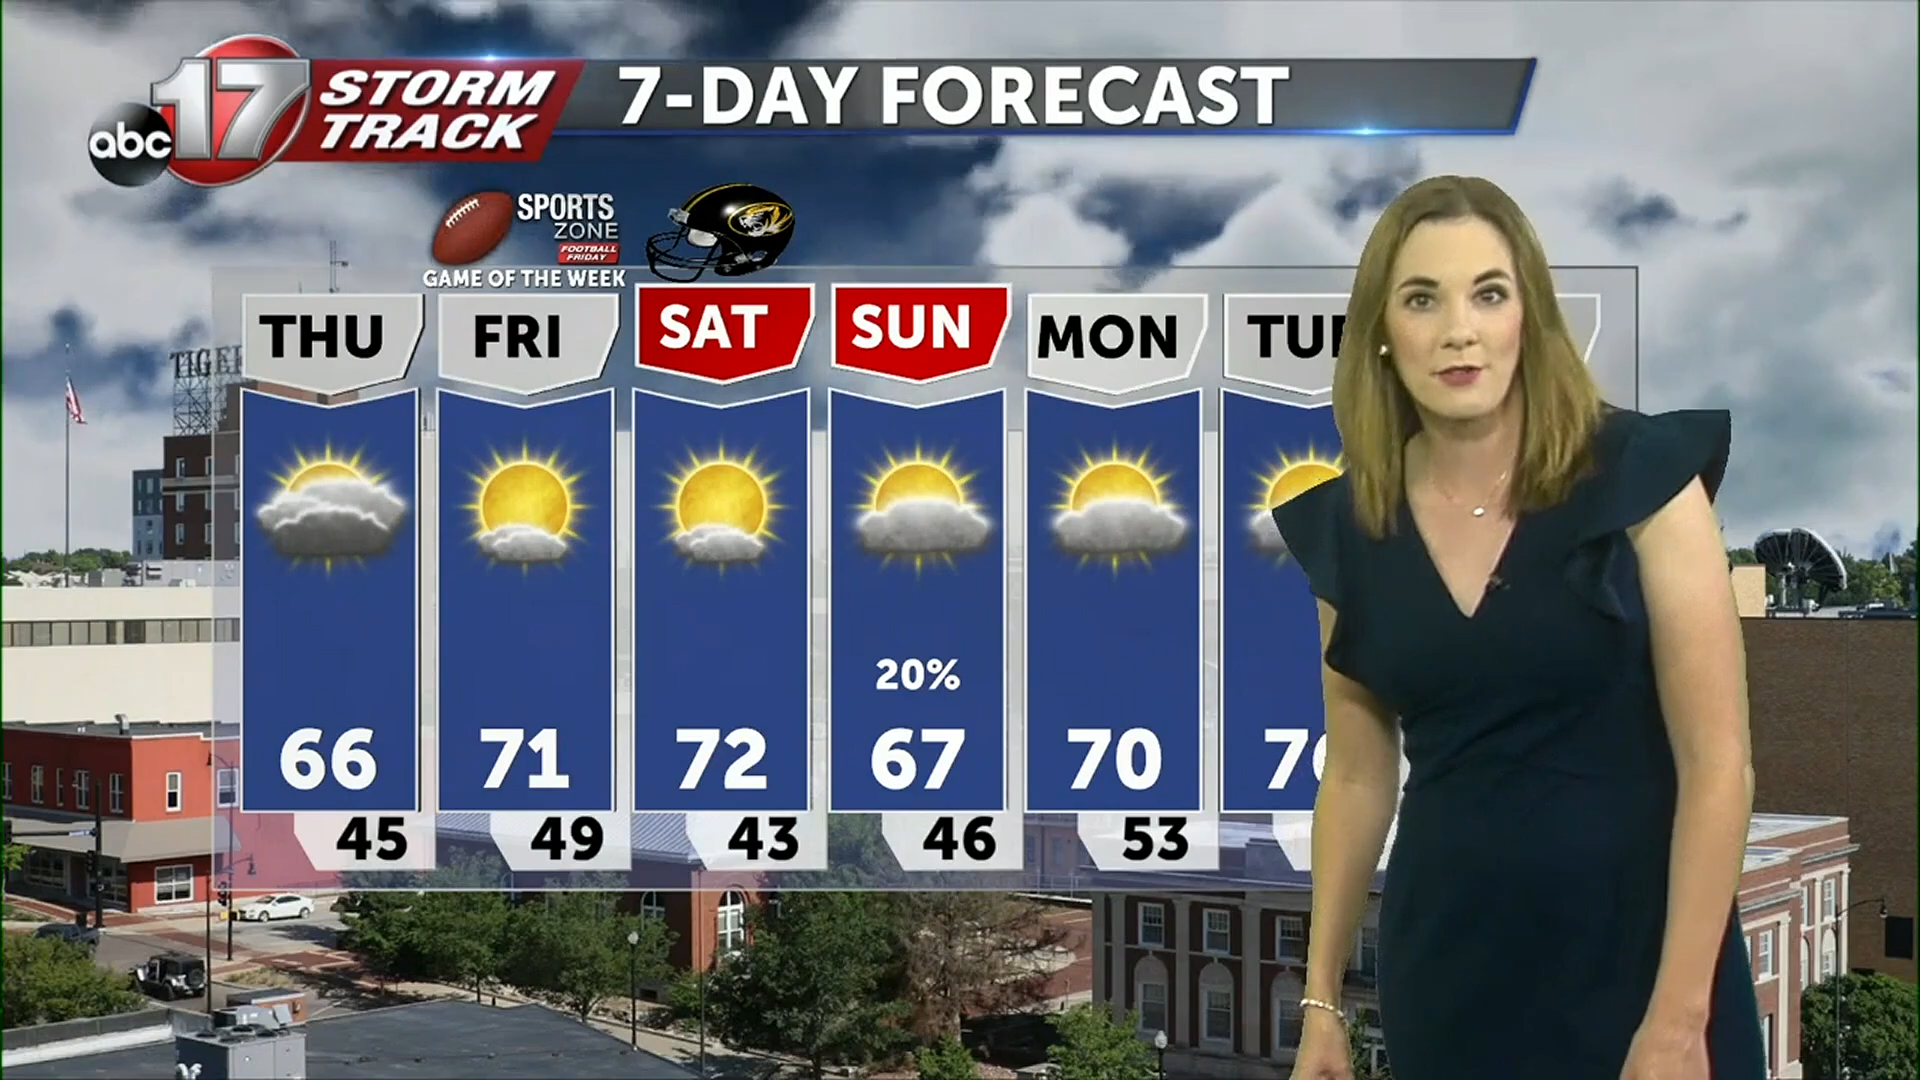 abc 17 STORM TRACK 7-DAY FORECAST
SPORTS ZONE
FOOTBALL FRIDAY
GAME OF THE WEEK
THU FRI SAT SUN MON
20%
66 71 72 67 70
45 49 43 46 53